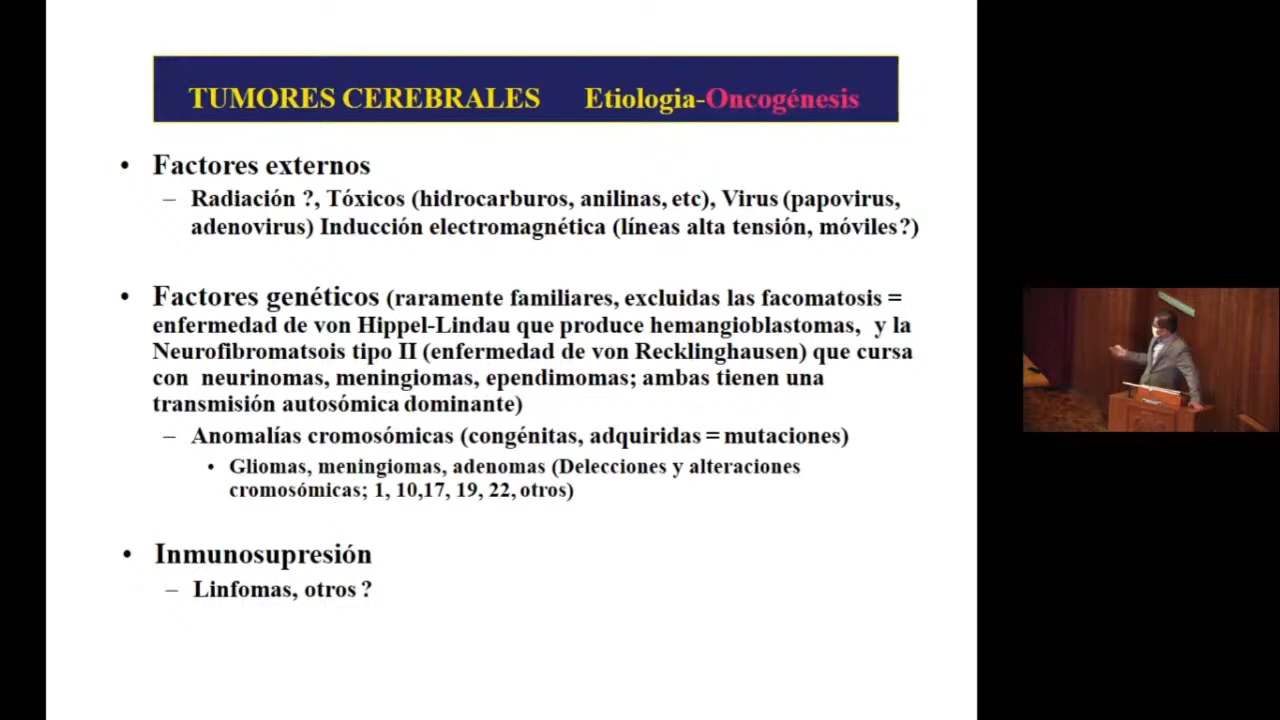 TUMORES CEREBRALES Etiologia-Oncogénesis
• Factores externos
– Radiación ?, Tóxicos (hidrocarburos, anilinas, etc), Virus (papovirus,
adenovirus) Inducción electromagnética (líneas alta tensión, móviles?)
• Factores genéticos (raramente familiares, excluidas las facomatosis =
enfermedad de von Hippel-Lindau que produce hemangioblastomas, y la
Neurofibromatsois tipo II (enfermedad de von Recklinghausen) que cursa
con neurinomas, meningiomas, ependimomas; ambas tienen una
transmisión autosómica dominante)
– Anomalías cromosómicas (congénitas, adquiridas = mutaciones)
• Gliomas, meningiomas, adenomas (Delecciones y alteraciones
cromosómicas; 1, 10,17, 19, 22, otros)
• Inmunosupresión
– Linfomas, otros ?